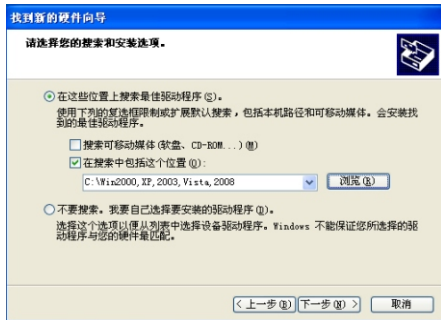 找到新的硬件向导
请选择您的搜索和安装选项。
在这些位置上搜索最佳驱动程序(S)。
使用下列的复选框限制或扩展默认搜索，包括本机路径和可移动媒体。会安装找
到的最佳驱动程序。
搜索可移动媒体(软盘、CD-ROM...)(M)
在搜索中包括这个位置(O):
C:\Win2000,XP,2003,Vista,2008
浏览(R)
不要搜索。我要自己选择要安装的驱动程序(D)。
选择这个选项以便从列表中选择设备驱动程序。Windows 不能保证您所选择的驱
动程序与您的硬件最匹配。
< 上一步(B)
下一步(N) >
取消